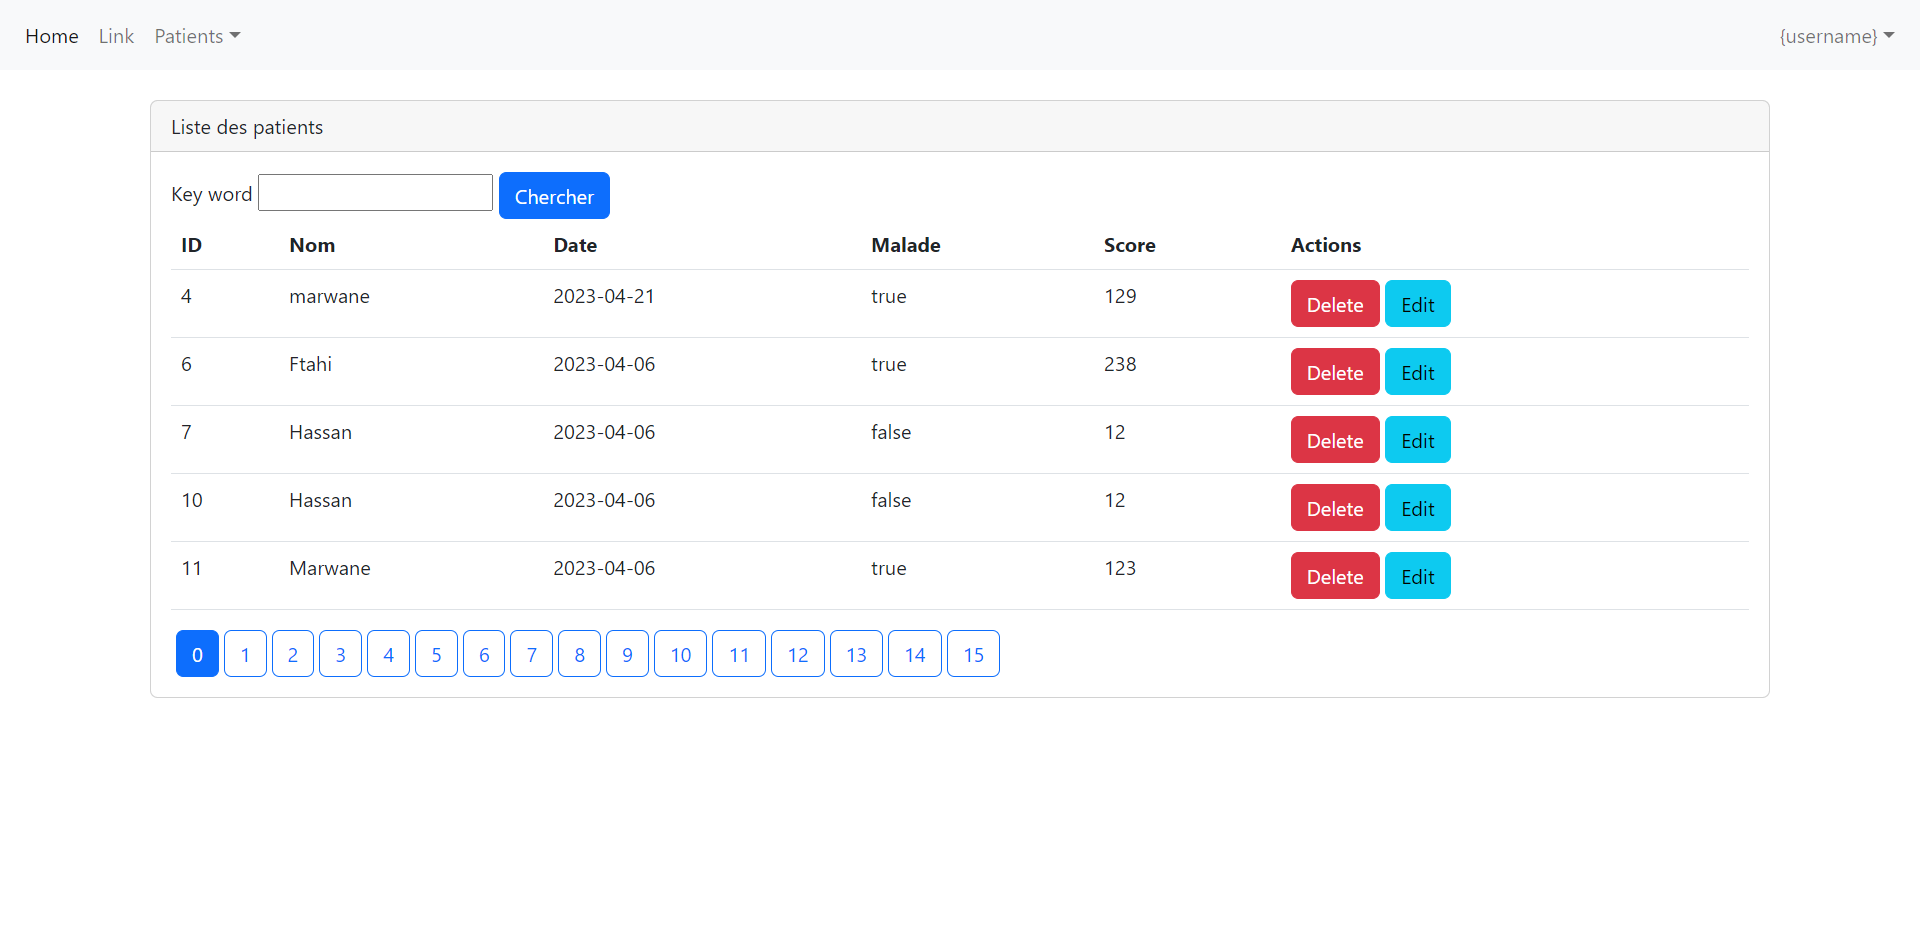 Home Link Patients {username}
Liste des patients
Key word Chercher
ID Nom Date Malade Score Actions
4 marwane 2023-04-21 true 129 Delete Edit
6 Ftahi 2023-04-06 true 238 Delete Edit
7 Hassan 2023-04-06 false 12 Delete Edit
10 Hassan 2023-04-06 false 12 Delete Edit
11 Marwane 2023-04-06 true 123 Delete Edit
0 1 2 3 4 5 6 7 8 9 10 11 12 13 14 15